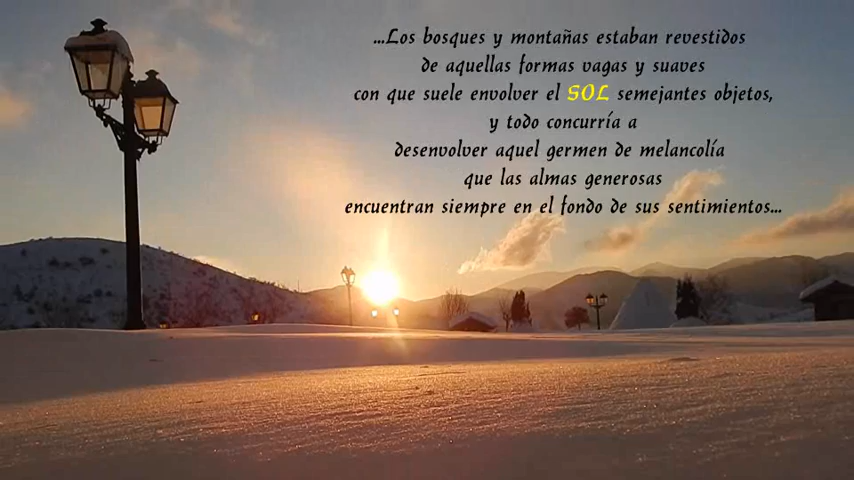 ...Los bosques y montañas estaban revestidos
de aquellas formas vagas y suaves
con que suele envolver el SOL semejantes objetos,
y todo concurría a
desenvolver aquel germen de melancolía
que las almas generosas
encuentran siempre en el fondo de sus sentimientos...